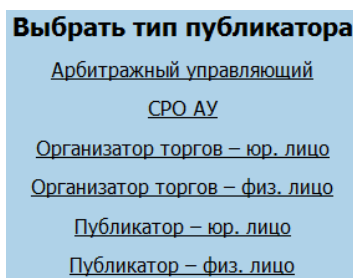 Выбрать тип публикатора
Арбитражный управляющий
СРО АУ
Организатор торгов – юр. лицо
Организатор торгов – физ. лицо
Публикатор – юр. лицо
Публикатор – физ. лицо